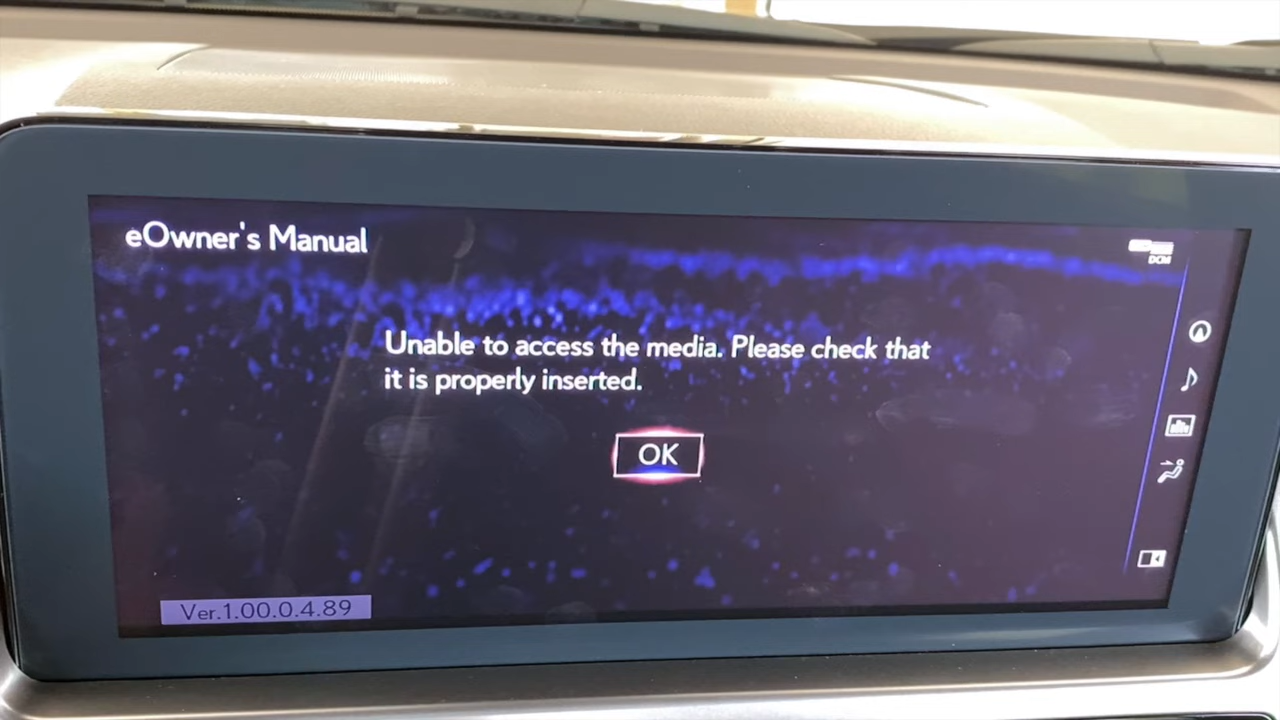 eOwner's Manual
DCM
Unable to access the media. Please check that
it is properly inserted.
OK
Ver.1.00.0.4.89